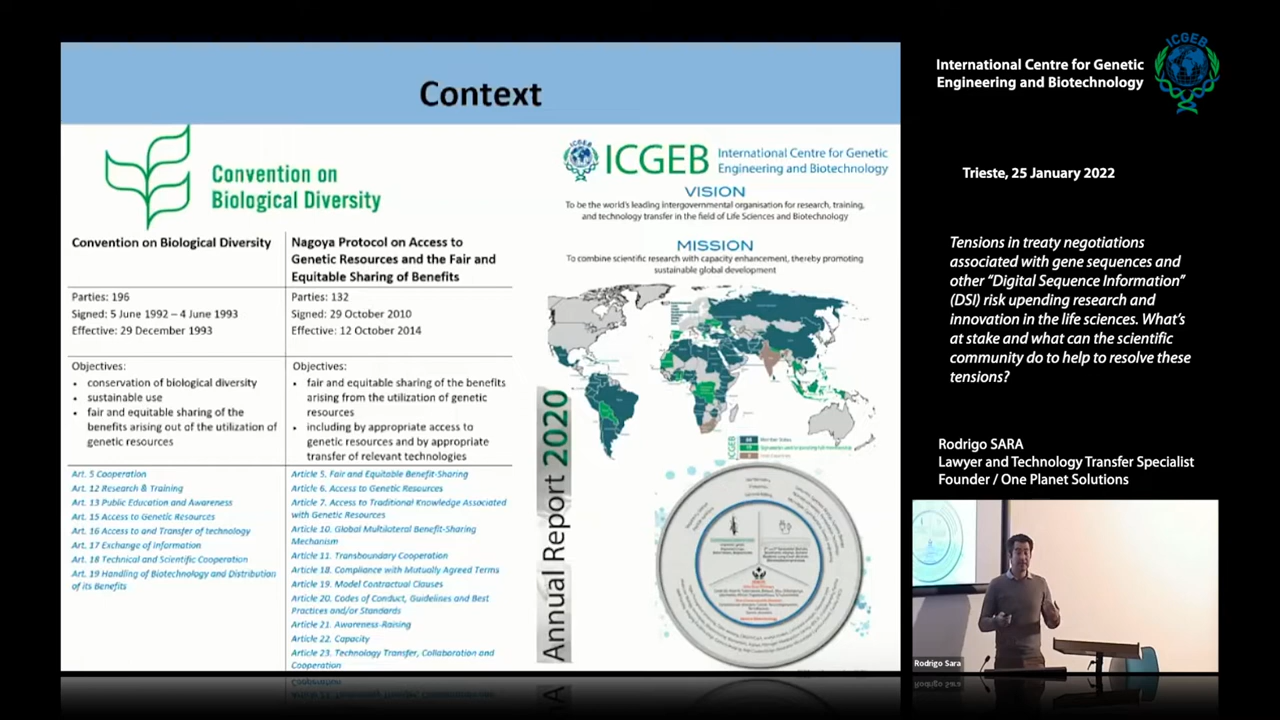 Context
Convention on
Biological Diversity
Convention on Biological Diversity
Nagoya Protocol on Access to
Genetic Resources and the Fair and
Equitable Sharing of Benefits
Parties: 196
Signed: 5 June 1992 – 4 June 1993
Effective: 29 December 1993
Parties: 132
Signed: 29 October 2010
Effective: 12 October 2014
Objectives:
• conservation of biological diversity
• sustainable use
• fair and equitable sharing of the
benefits arising out of the utilization of
genetic resources
Objectives:
• fair and equitable sharing of the benefits
arising from the utilization of genetic
resources
• including by appropriate access to
genetic resources and by appropriate
transfer of relevant technologies
Art. 5 Cooperation
Art. 12 Research & Training
Art. 13 Public Education and Awareness
Art. 15 Access to Genetic Resources
Art. 16 Access to and Transfer of technology
Art. 17 Exchange of Information
Art. 18 Technical and Scientific Cooperation
Art. 19 Handling of Biotechnology and Distribution
of its Benefits
Article 5. Fair and Equitable Benefit-Sharing
Article 6. Access to Genetic Resources
Article 7. Access to Traditional Knowledge Associated
with Genetic Resources
Article 10. Global Multilateral Benefit-Sharing
Mechanism
Article 11. Transboundary Cooperation
Article 18. Compliance with Mutually Agreed Terms
Article 19. Model Contractual Clauses
Article 20. Codes of Conduct, Guidelines and Best
Practices and/or Standards
Article 21. Awareness-Raising
Article 22. Capacity
Article 23. Technology Transfer, Collaboration and
Cooperation
ICGEB
International Centre for Genetic
Engineering and Biotechnology
VISION
To be the world's leading intergovernmental organisation for research, training,
and technology transfer in the field of Life Sciences and Biotechnology
MISSION
To combine scientific research with capacity enhancement, thereby promoting
sustainable global development
ICGEB
Member States
Annual Report 2020
International Centre for Genetic
Engineering and Biotechnology
ICGEB
Trieste, 25 January 2022
Tensions in treaty negotiations
associated with gene sequences and
other “Digital Sequence Information”
(DSI) risk upending research and
innovation in the life sciences. What’s
at stake and what can the scientific
community do to help to resolve these
tensions?
Rodrigo SARA
Lawyer and Technology Transfer Specialist
Founder / One Planet Solutions
Rodrigo Sara